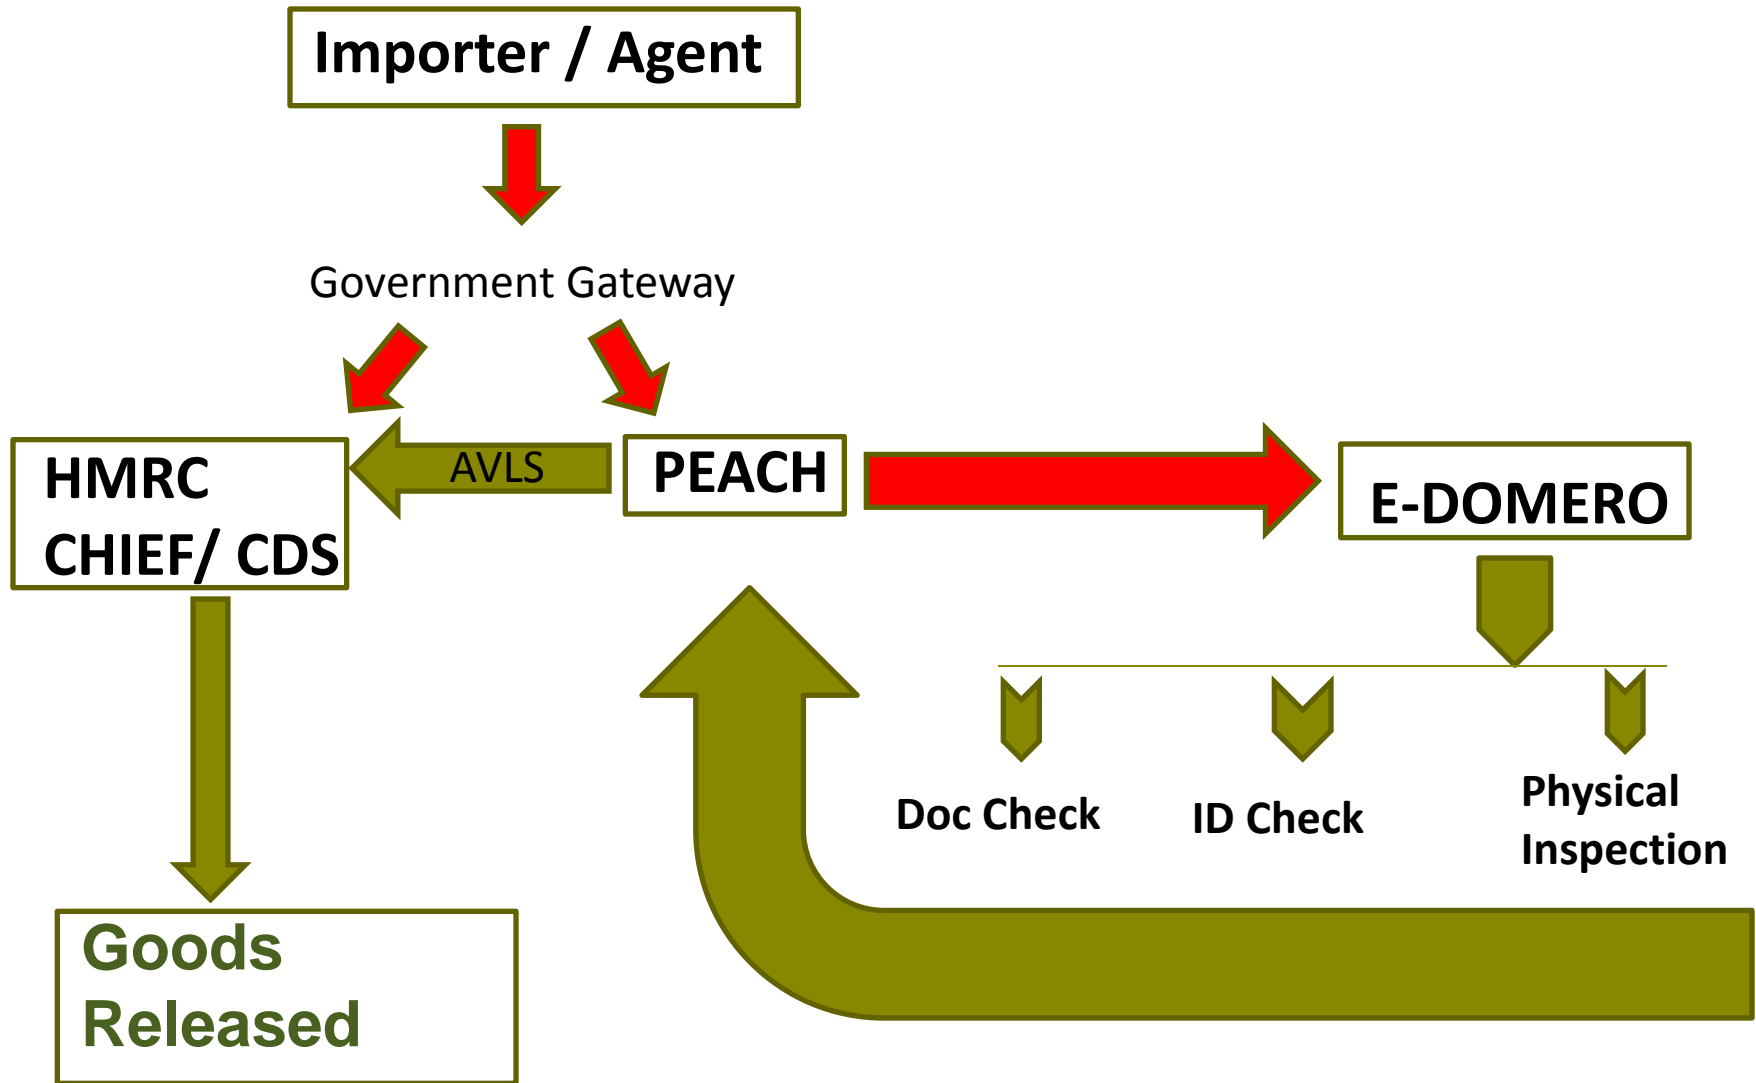 Importer / Agent
Government Gateway
HMRC
CHIEF/ CDS
AVLS
PEACH
E-DOMERO
Doc Check
ID Check
Physical
Inspection
Goods
Released